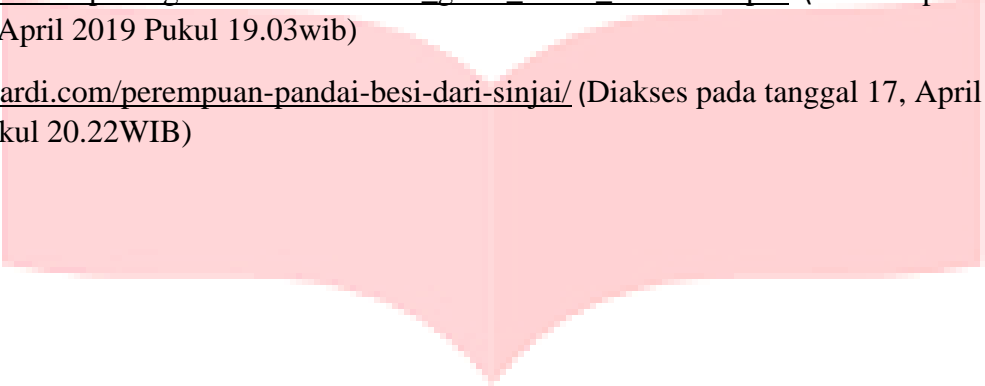 April 2019 Pukul 19.03wib)
ardi.com/perempuan-pandai-besi-dari-sinjai/ (Diakses pada tanggal 17, April
kul 20.22WIB)